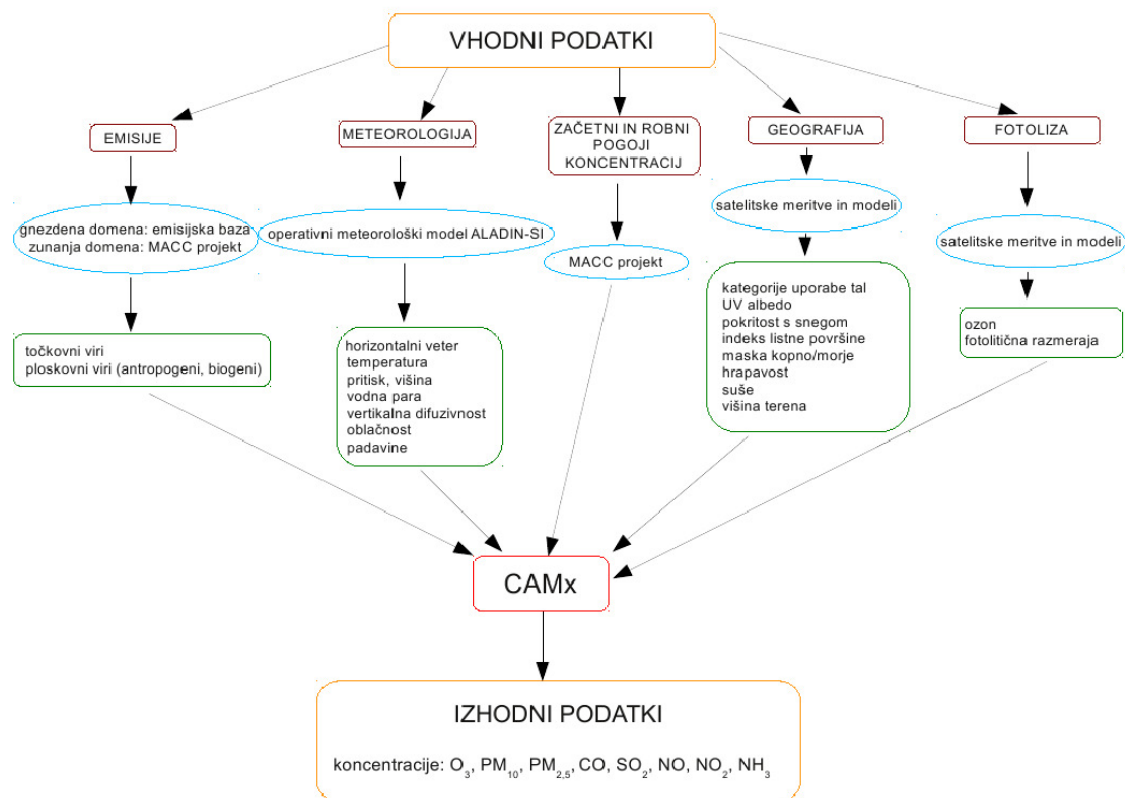 VHODNI PODATKI
EMISIJE
METEOROLOGIJA
ZAČETNI IN ROBNI
POGOJI
KONCENTRACIJ
GEOGRAFIJA
FOTOLIZA
gnezdena domena: emisijska baza
zunanja domena: MACC projekt
operativni meteorološki model ALADIN-SI
MACC projekt
satelitske meritve in modeli
satelitske meritve in modeli
točkovni viri
ploskovni viri (antropogeni, biogeni)
horizontalni veter
temperatura
pritisk, višina
vodna para
vertikalna difuzivnost
oblačnost
padavine
kategorije uporabe tal
UV albedo
pokritost s snegom
indeks listne površine
maska kopno/morje
hrapavost
suše
višina terena
ozon
fotolitična razmerja
CAMx
IZHODNI PODATKI
koncentracije: O₃, PM₁₀, PM₂,₅, CO, SO₂, NO, NO₂, NH₃